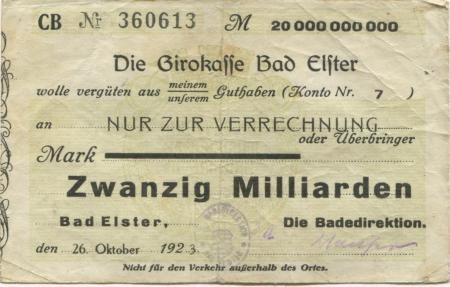 CB № 360613 M 20 000 000 000
Die Girokasse Bad Elster
wolle vergüten aus meinem
unserem Guthaben (Konto Nr. 7 )
an NUR ZUR VERRECHNUNG
oder Überbringer
Mark
Zwanzig Milliarden
Bad Elster, Die Badedirektion.
den 26. Oktober 1923.
Nicht für den Verkehr außerhalb des Ortes.